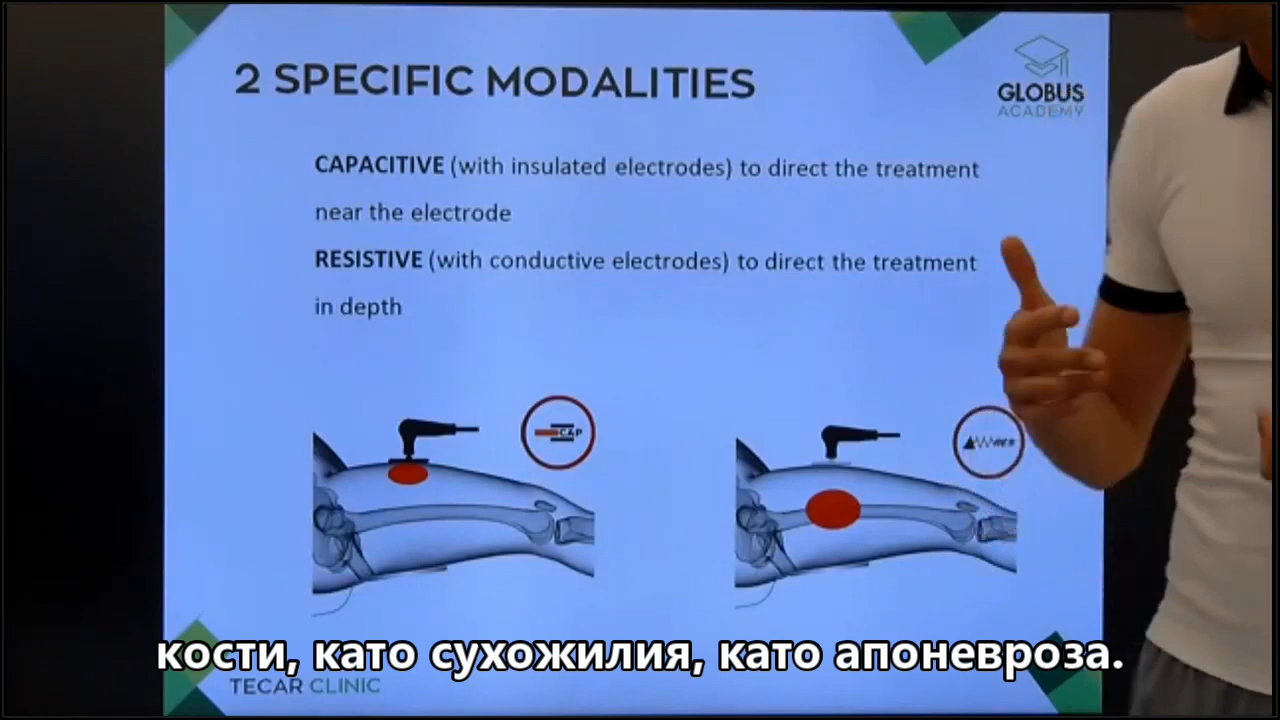 2 SPECIFIC MODALITIES
GLOBUS
ACADEMY
CAPACITIVE (with insulated electrodes) to direct the treatment
near the electrode
RESISTIVE (with conductive electrodes) to direct the treatment
in depth
CAP
RES
кости, като сухожилия, като апоневроза.
TECAR CLINIC